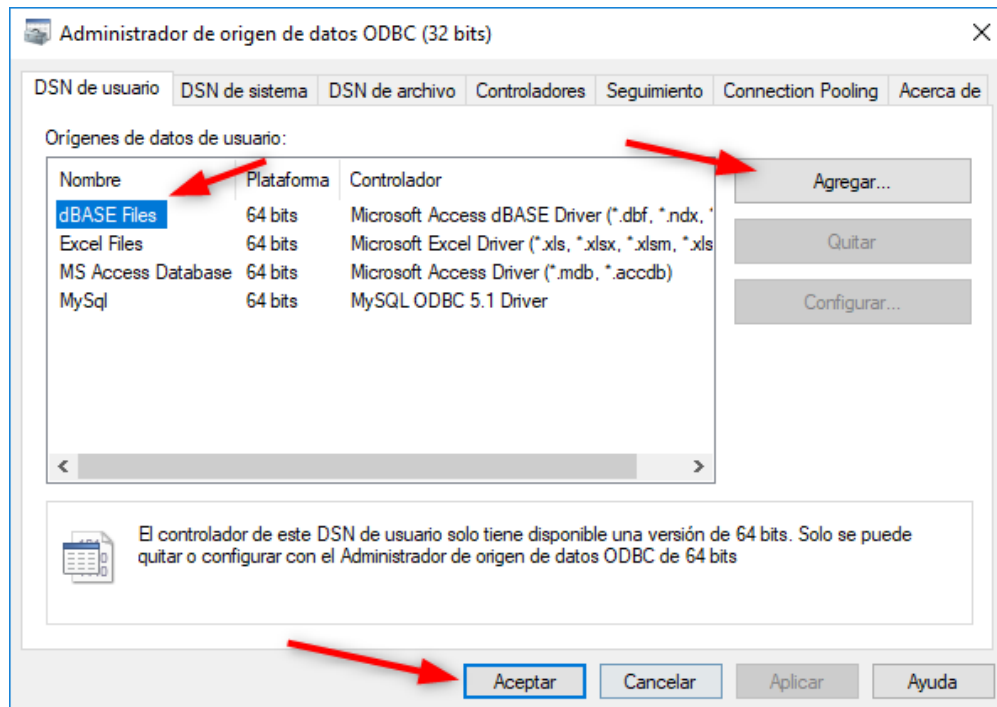 Administrador de origen de datos ODBC (32 bits)
DSN de usuario DSN de sistema DSN de archivo Controladores Seguimiento Connection Pooling Acerca de
Orígenes de datos de usuario:
Nombre Plataforma Controlador
Agregar...
dBASE Files 64 bits Microsoft Access dBASE Driver (*.dbf, *.ndx, *
Excel Files 64 bits Microsoft Excel Driver (*.xls, *.xlsx, *.xlsm, *.xls
Quitar
MS Access Database 64 bits Microsoft Access Driver (*.mdb, *.accdb)
MySql 64 bits MySQL ODBC 5.1 Driver
Configurar...
El controlador de este DSN de usuario solo tiene disponible una versión de 64 bits. Solo se puede
quitar o configurar con el Administrador de origen de datos ODBC de 64 bits
Aceptar Cancelar Aplicar Ayuda